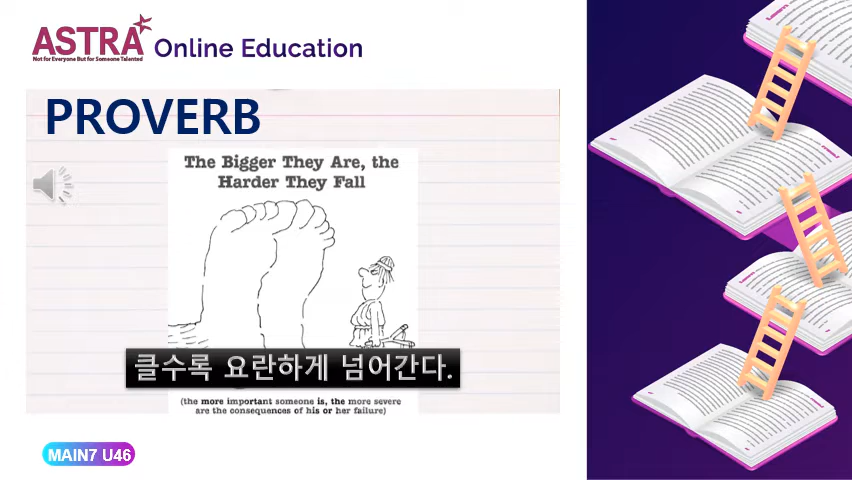 ASTRA
Not for Everyone But for Someone Talented
Online Education
PROVERB
The Bigger They Are, the
Harder They Fall
클수록 요란하게 넘어간다.
(the more important someone is, the more severe
are the consequences of his or her failure)
MAIN7 U46